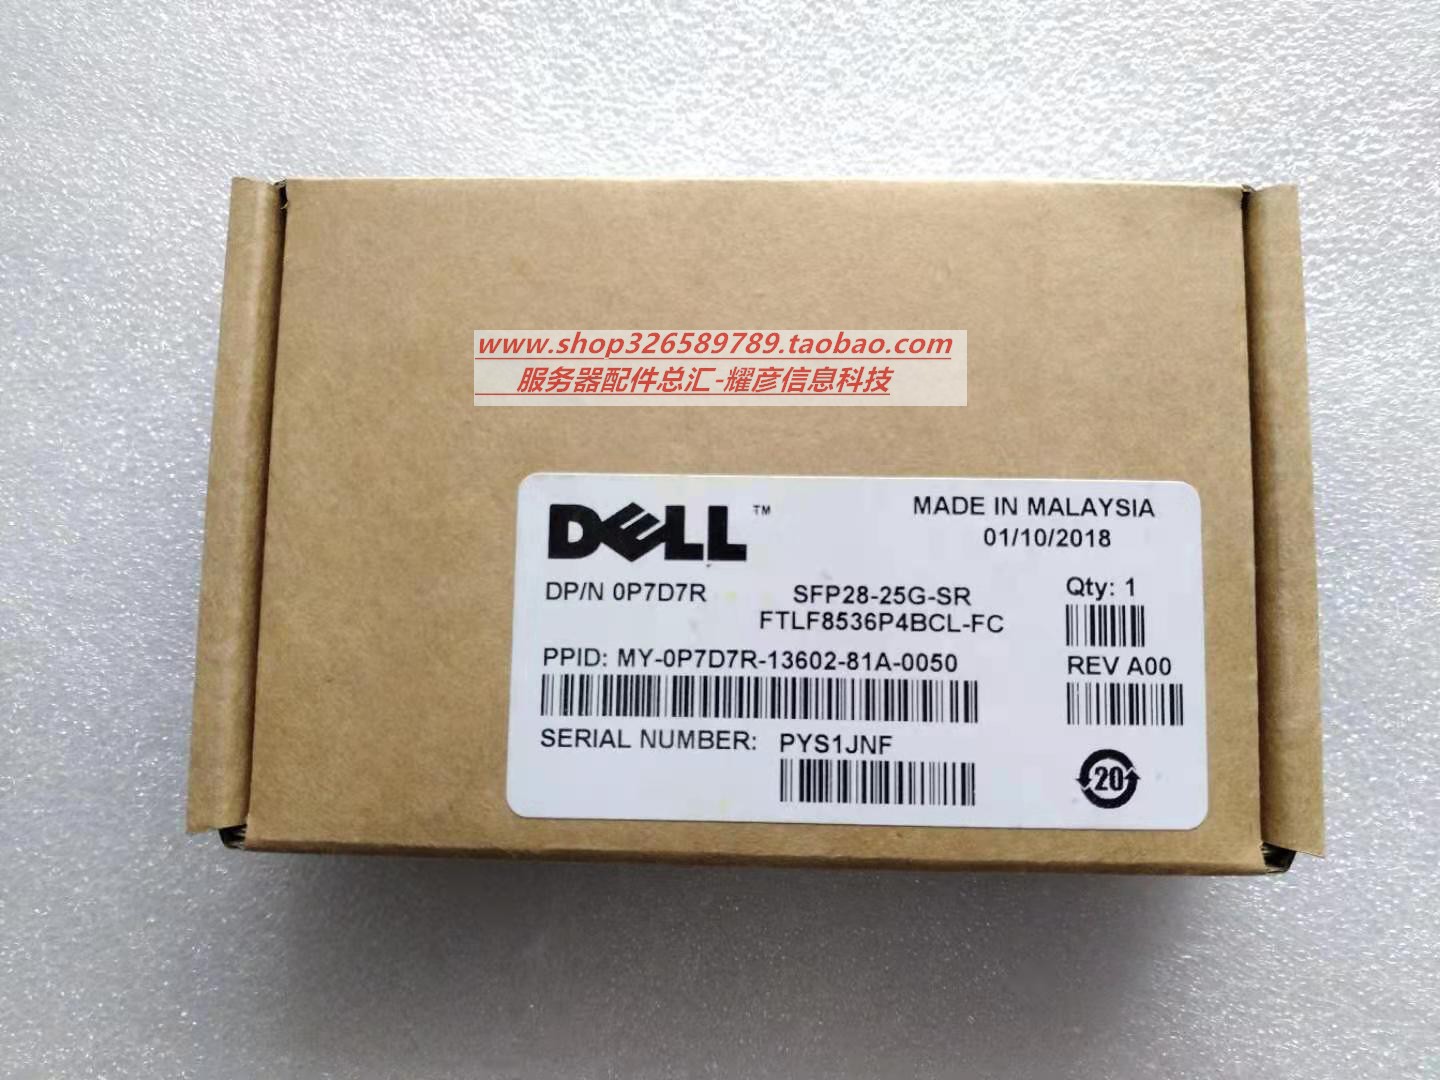 www.shop326589789.taobao.com
服务器配件总汇-耀彦信息科技
DELL™
MADE IN MALAYSIA
01/10/2018
DP/N 0P7D7R
SFP28-25G-SR
Qty: 1
FTLF8536P4BCL-FC
PPID: MY-0P7D7R-13602-81A-0050
REV A00
SERIAL NUMBER: PYS1JNF
20